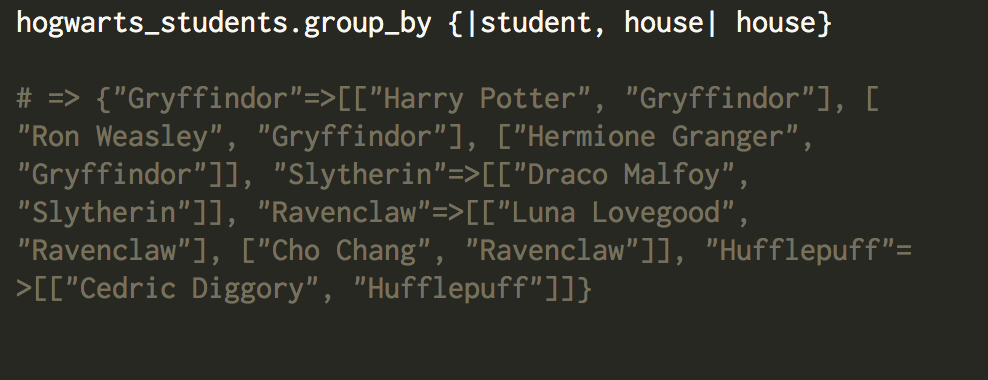 hogwarts_students.group_by {|student, house| house}
# => {"Gryffindor"=>[["Harry Potter", "Gryffindor"], [
"Ron Weasley", "Gryffindor"], ["Hermione Granger",
"Gryffindor"]], "Slytherin"=>[["Draco Malfoy",
"Slytherin"]], "Ravenclaw"=>[["Luna Lovegood",
"Ravenclaw"], ["Cho Chang", "Ravenclaw"]], "Hufflepuff"=
>[["Cedric Diggory", "Hufflepuff"]]}